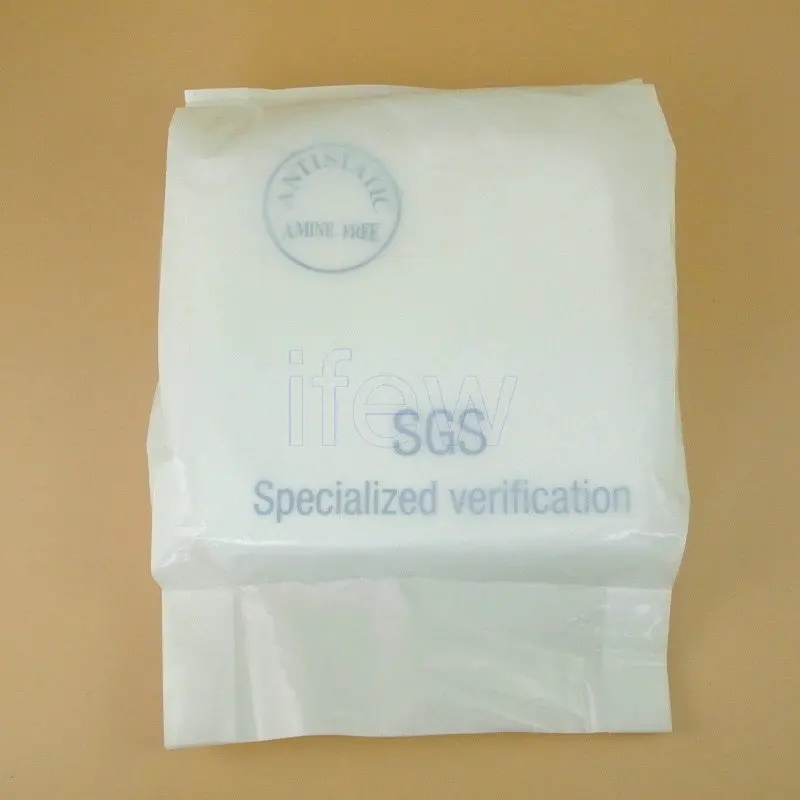 ANTISTATIC
AMINE FREE
ifew
SGS
Specialized verification